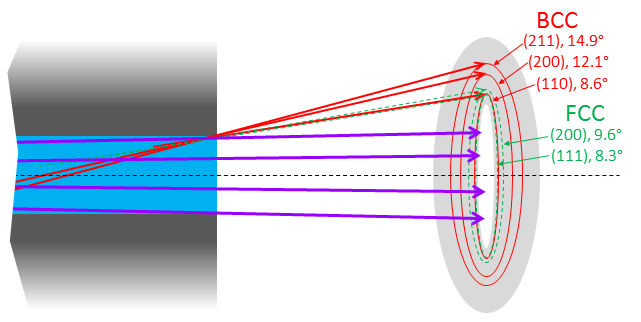 BCC
(211), 14.9°
(200), 12.1°
(110), 8.6°
FCC
(200), 9.6°
(111), 8.3°